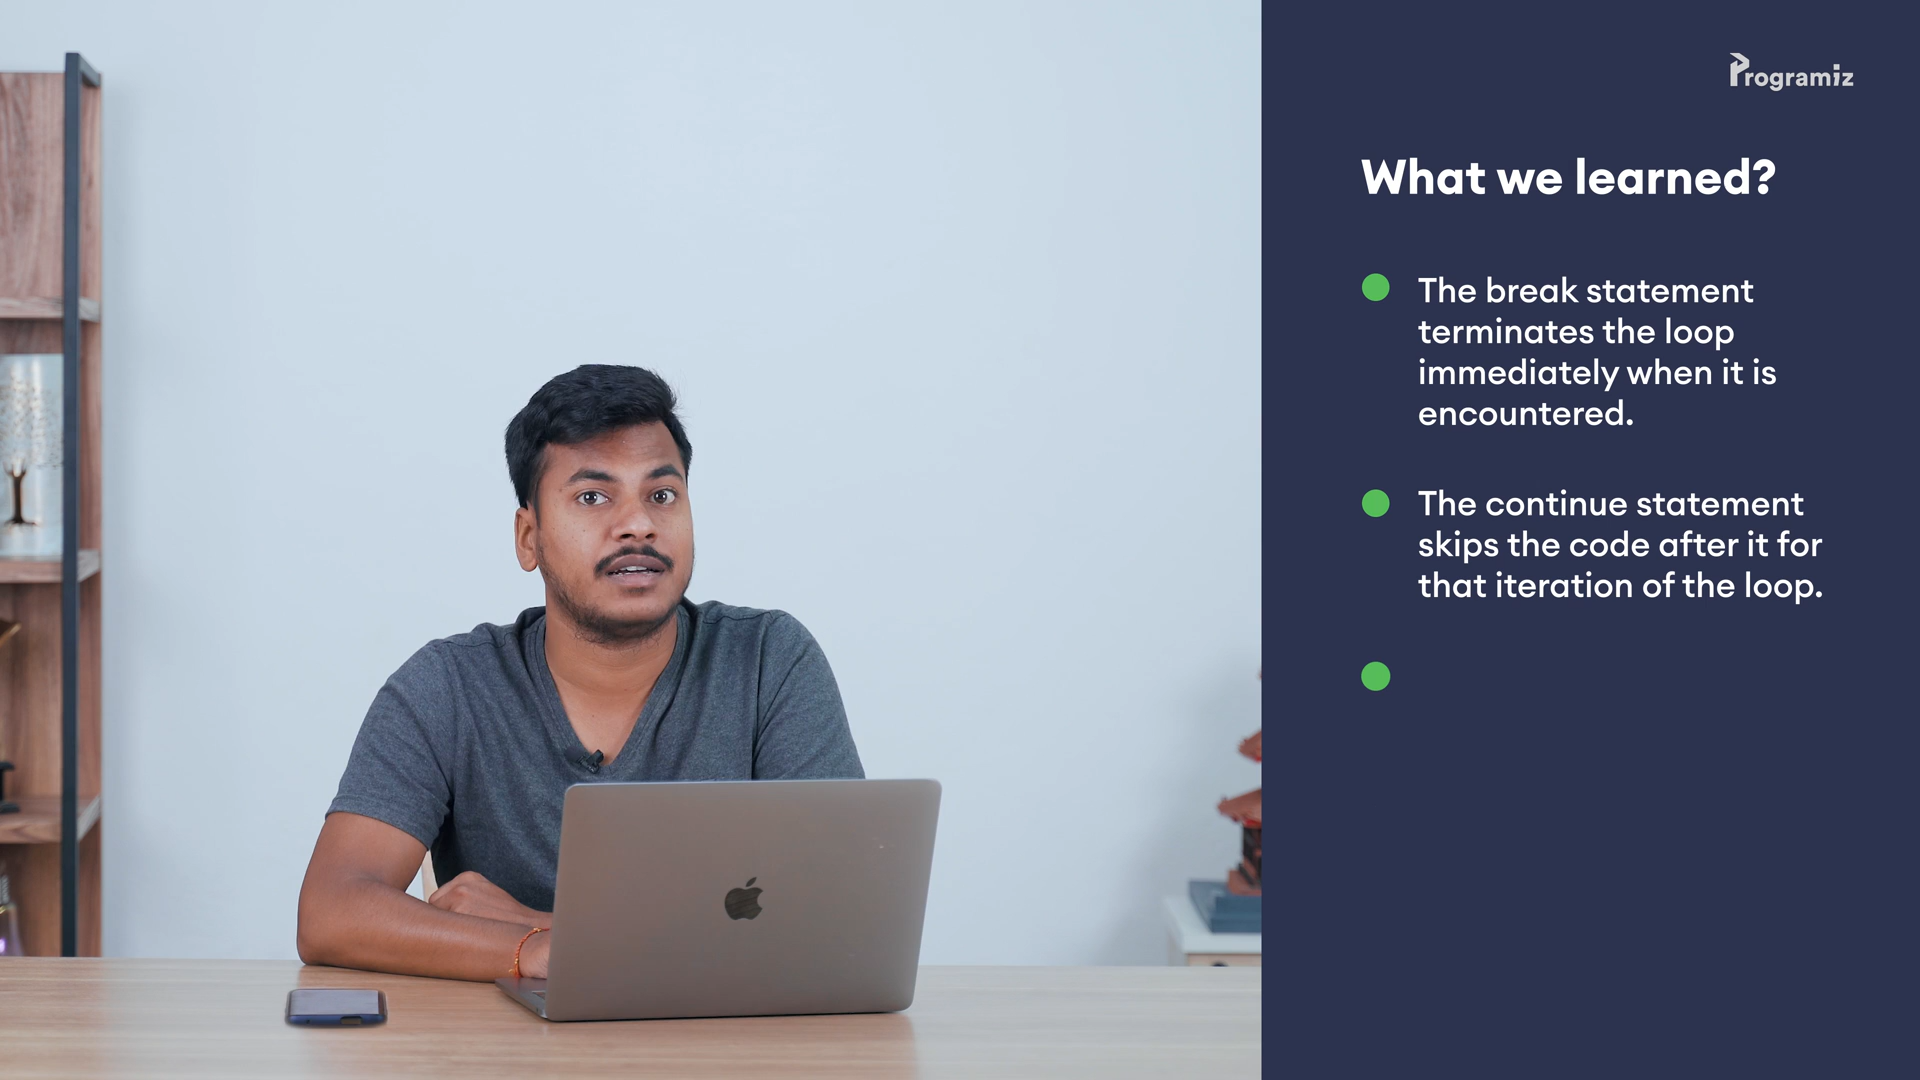 Programiz
What we learned?
The break statement
terminates the loop
immediately when it is
encountered.
The continue statement
skips the code after it for
that iteration of the loop.